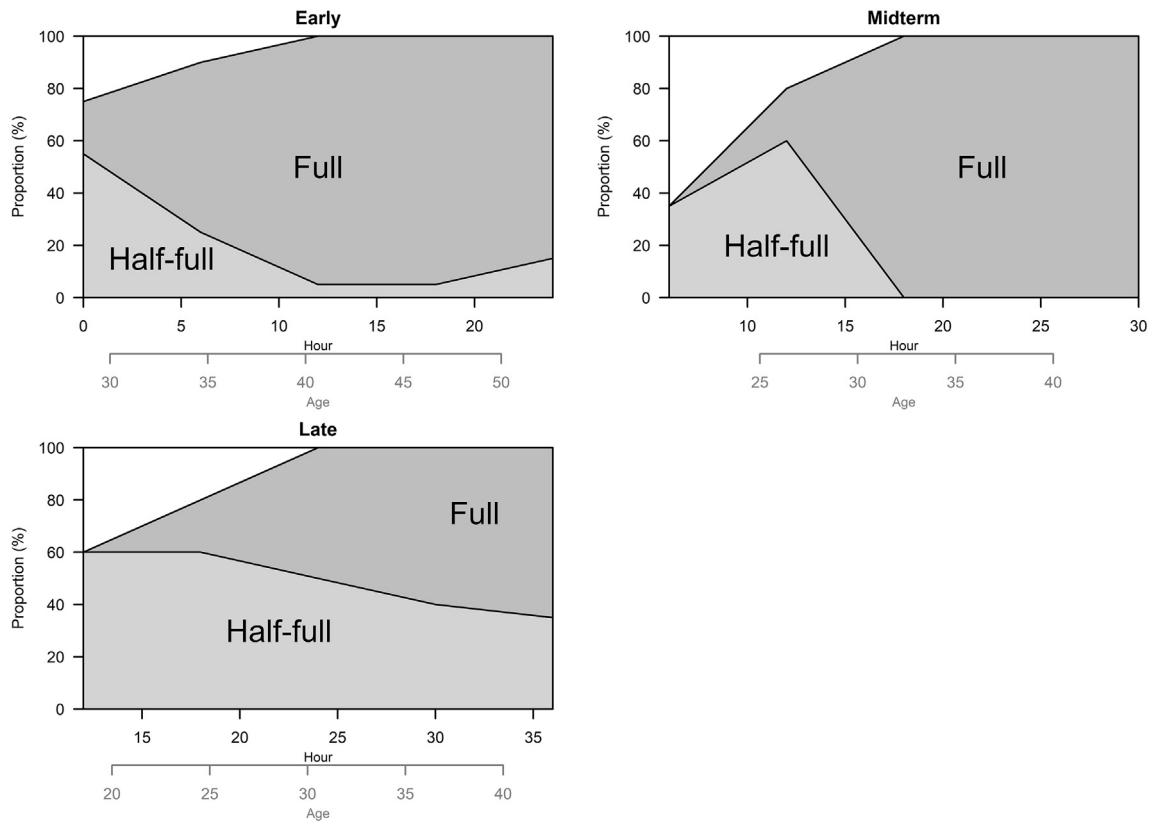 Early
Proportion (%)
100
80
60
40
20
0
Full
Half-full
0 5 10 15 20
Hour
30 35 40 45 50
Age
Midterm
Proportion (%)
100
80
60
40
20
0
Full
Half-full
10 15 20 25 30
Hour
25 30 35 40
Age
Late
Proportion (%)
100
80
60
40
20
0
Full
Half-full
15 20 25 30 35
Hour
20 25 30 35 40
Age